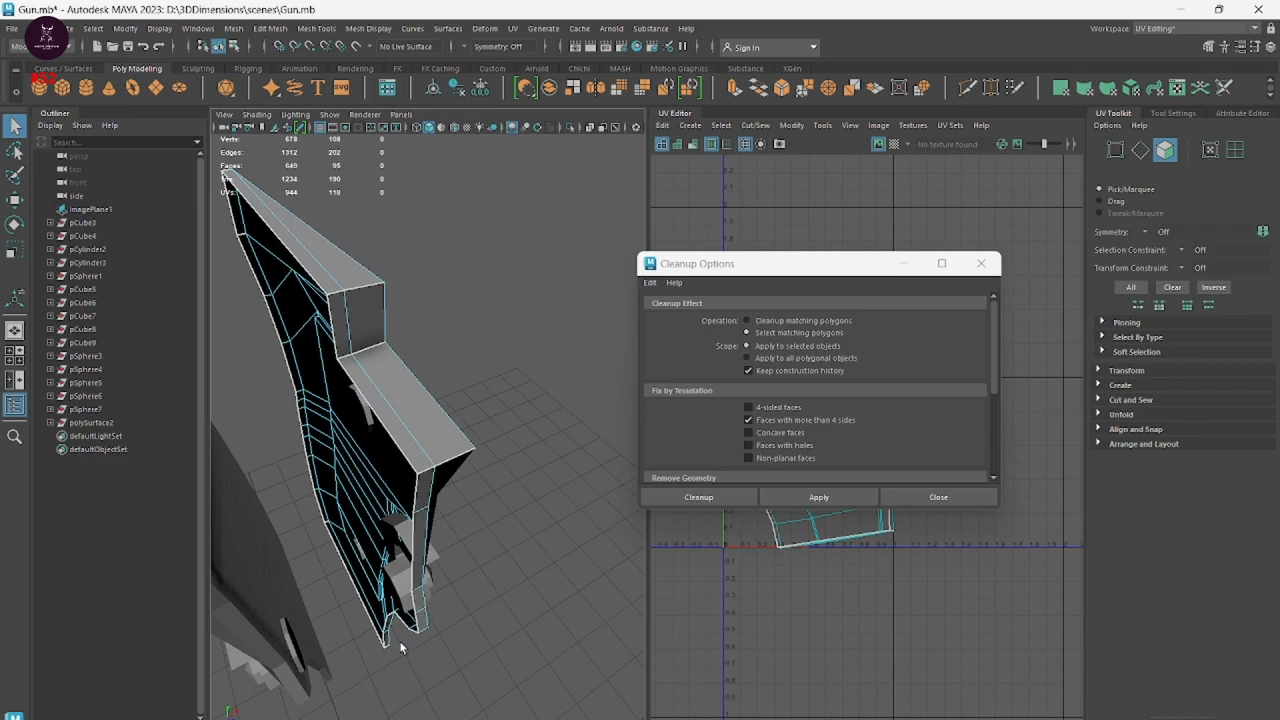 Gun.mb* - Autodesk MAYA 2023: D:\3DDimensions\scenes\Gun.mb
File Select Modify Display Windows Mesh Edit Mesh Mesh Tools Mesh Display Curves Surfaces Deform UV Generate Cache Arnold Substance Help
Workspace: UV Editing*
No Live Surface Symmetry: Off Sign In
Curves / Surfaces Poly Modeling Sculpting Rigging Animation Rendering FX FX Caching Custom Arnold Chichi MASH Motion Graphics Substance XGen
Outliner
Display Show Help
Search...
persp
top
front
side
imagePlane1
pCube3
pCube4
pCylinder2
pCylinder3
pSphere1
pCube5
pCube6
pCube7
pCube8
pCube9
pSphere3
pSphere4
pSphere5
pSphere6
pSphere7
polySurface2
defaultLightSet
defaultObjectSet
View Shading Lighting Show Renderer Panels
Verts: 678 108 0
Edges: 1312 202 0
Faces: 649 95 0
1234 190 0
UVs: 944 118 0
UV Editor
Edit Create Select Cut/Sew Modify Tools View Image Textures UV Sets Help
No texture found
Cleanup Options
Edit Help
Cleanup Effect
Operation: Cleanup matching polygons
Select matching polygons
Scope: Apply to selected objects
Apply to all polygonal objects
Keep construction history
Fix by Tesselation
4-sided faces
Faces with more than 4 sides
Concave faces
Faces with holes
Non-planar faces
Remove Geometry
Cleanup Apply Close
UV Toolkit Tool Settings Attribute Editor
Options Help
Pick/Marquee
Drag
Tweak/Marquee
Symmetry: Off
Selection Constraint: Off
Transform Constraint: Off
All Clear Inverse
Pinning
Select By Type
Soft Selection
Transform
Create
Cut and Sew
Unfold
Align and Snap
Arrange and Layout